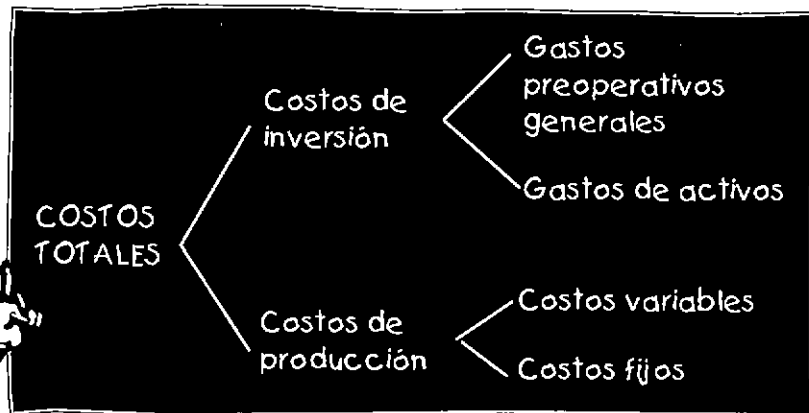 COSTOS
TOTALES
Costos de
inversión
Gastos
preoperativos
generales
Gastos de activos
Costos de
producción
Costos variables
Costos fijos